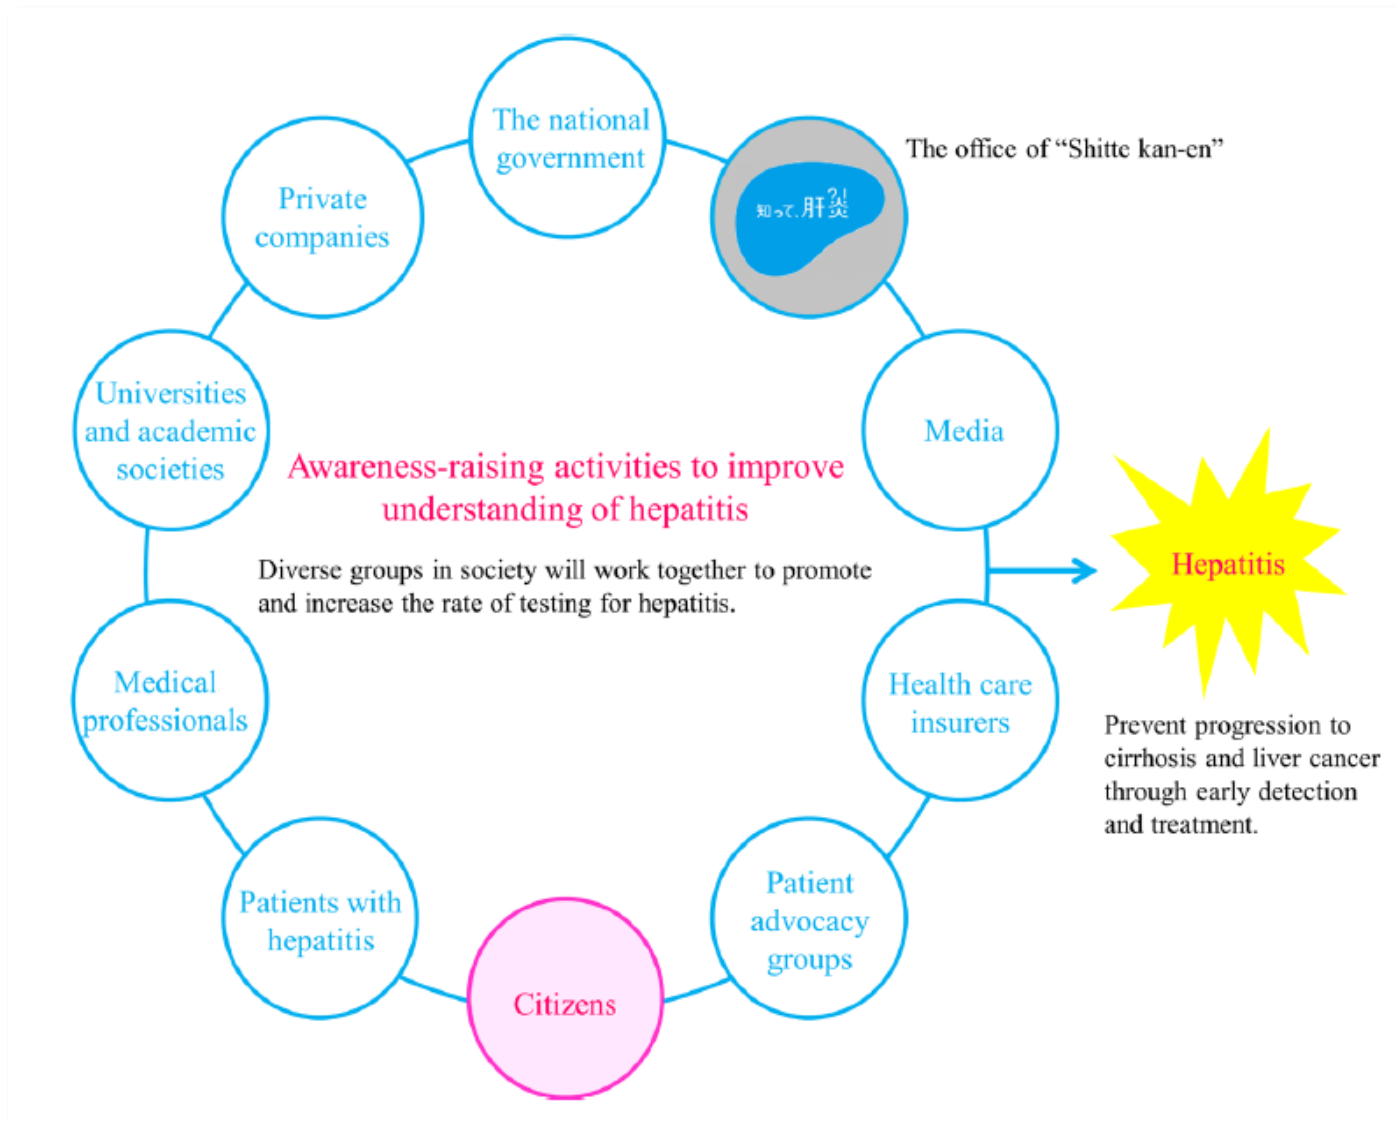 The national
government
The office of “Shitte kan-en”
知って、肝炎
?!
Private
companies
Universities
and academic
societies
Media
Awareness-raising activities to improve
understanding of hepatitis
Diverse groups in society will work together to promote
and increase the rate of testing for hepatitis.
Hepatitis
Prevent progression to
cirrhosis and liver cancer
through early detection
and treatment.
Medical
professionals
Health care
insurers
Patients with
hepatitis
Patient
advocacy
groups
Citizens